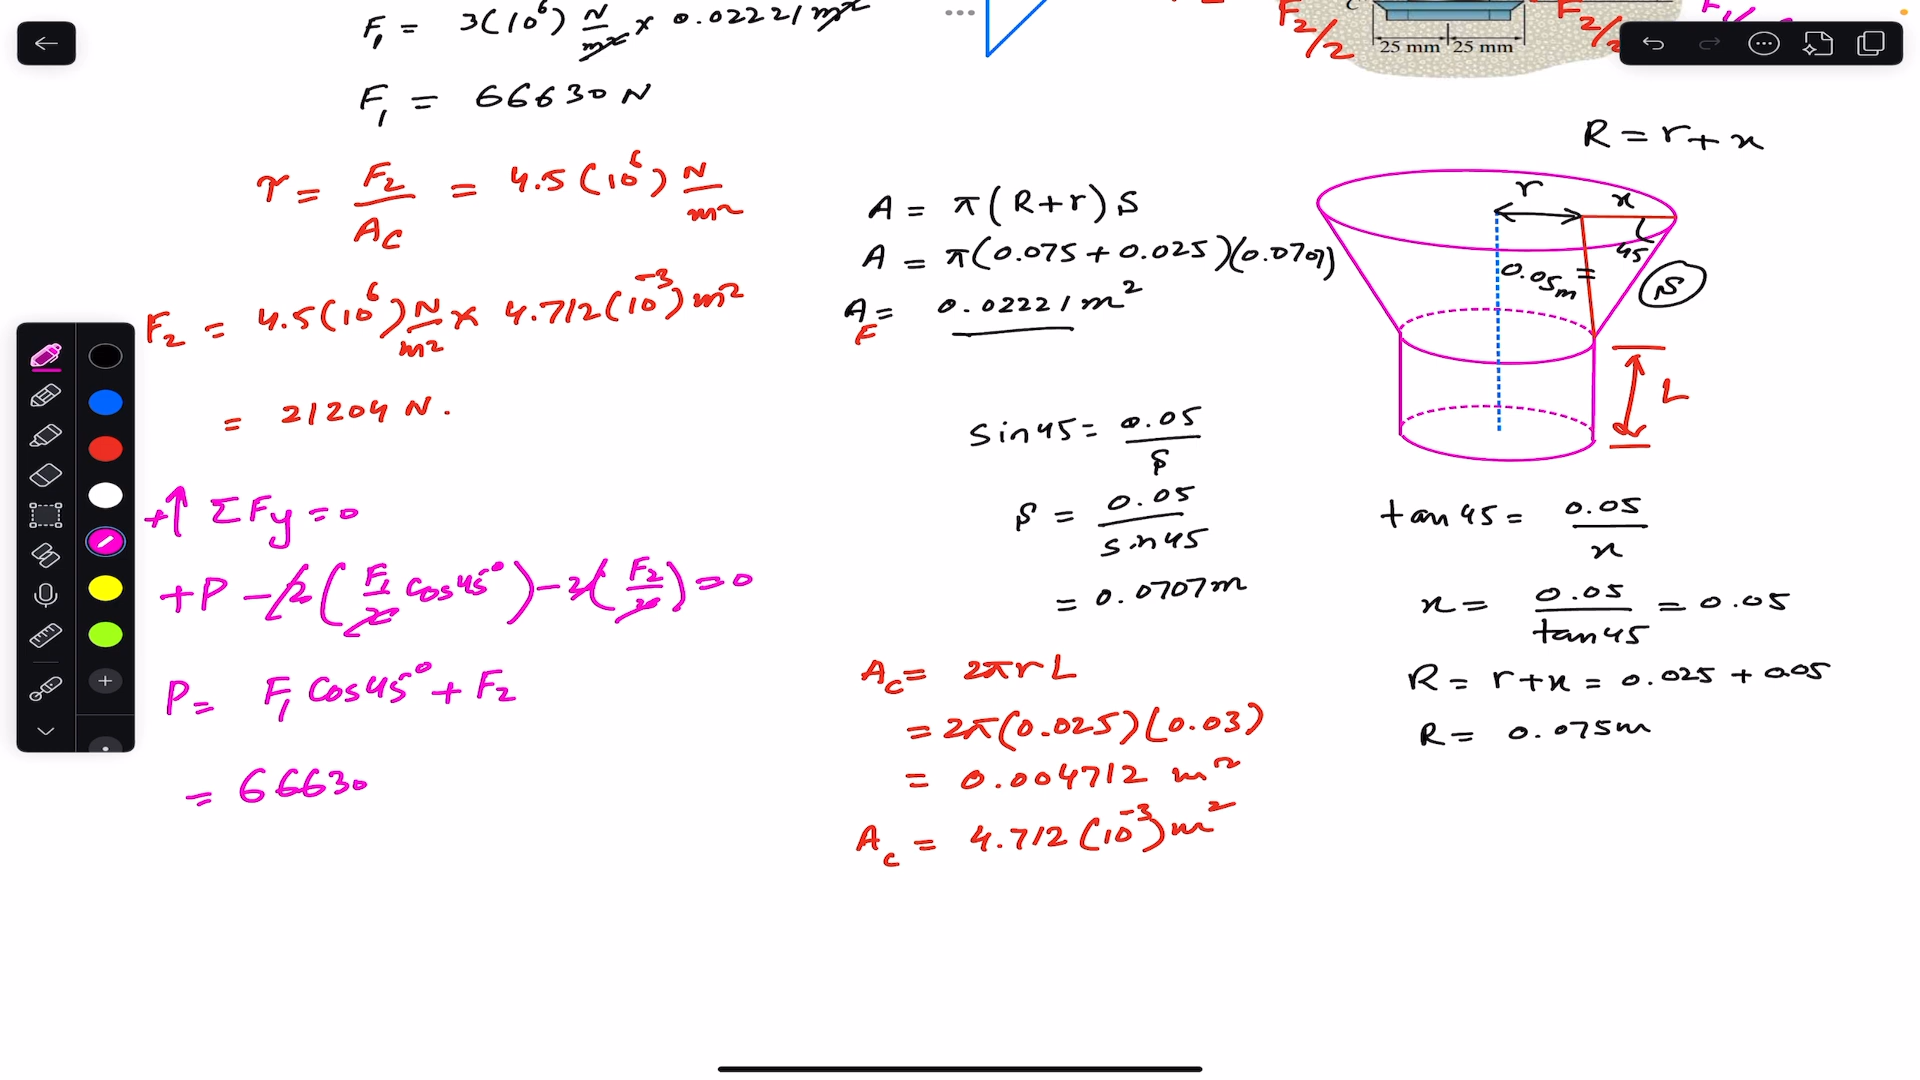 F₁ = 3(10⁶) N/m² × 0.02221 m²
F₁ = 66630 N
τ = F₂/A_C = 4.5(10⁶) N/m²
F₂ = 4.5(10⁶) N/m² × 4.712(10⁻³) m²
= 21204 N.
+↑ ΣFy = 0
+P - 2(F₁/2 cos45°) - 2(F₂/2) = 0
P = F₁ cos45° + F₂
= 66630
A = π(R+r)S
A = π(0.075 + 0.025)(0.0707)
A_F = 0.02221 m²
sin45 = 0.05/S
S = 0.05/sin45
= 0.0707m
A_c = 2πrL
= 2π(0.025)(0.03)
= 0.004712 m²
A_c = 4.712(10⁻³)m²
F₂/2
F₂/2
25 mm
25 mm
R = r + x
r
x
45
0.05m =
S
L
tan45 = 0.05/x
x = 0.05/tan45 = 0.05
R = r + x = 0.025 + 0.05
R = 0.075m